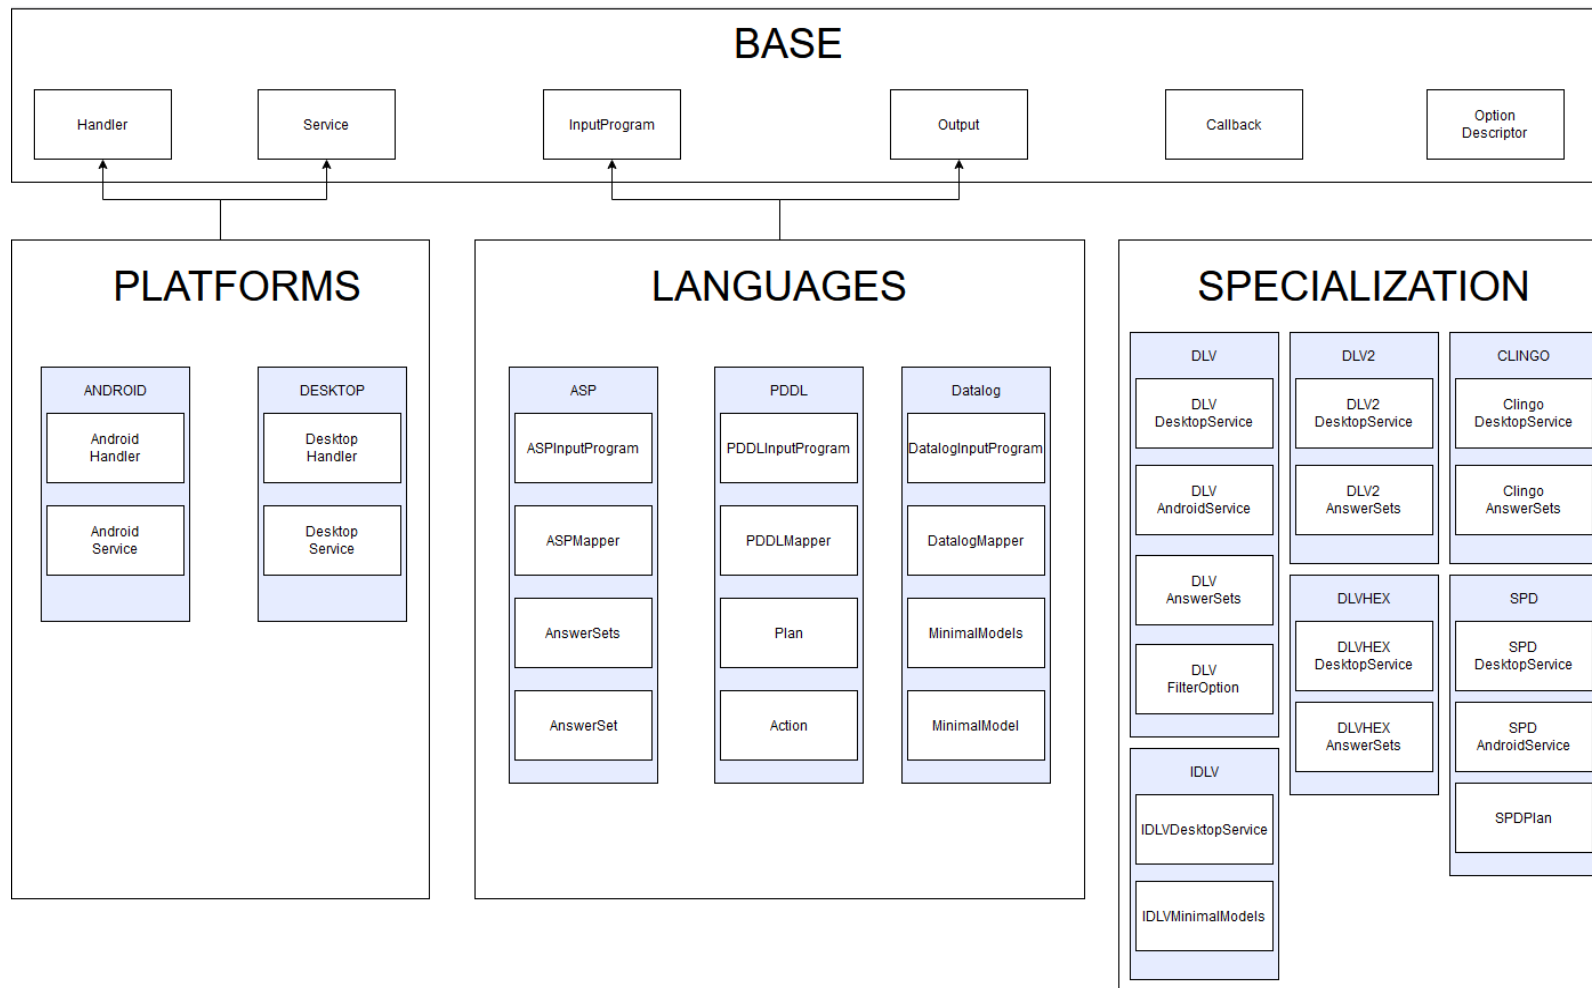 BASE
Handler
Service
InputProgram
Output
Callback
Option
Descriptor
PLATFORMS
ANDROID
Android
Handler
Android
Service
DESKTOP
Desktop
Handler
Desktop
Service
LANGUAGES
ASP
ASPInputProgram
ASPMapper
AnswerSets
AnswerSet
PDDL
PDDLInputProgram
PDDLMapper
Plan
Action
Datalog
DatalogInputProgram
DatalogMapper
MinimalModels
MinimalModel
SPECIALIZATION
DLV
DLV
DesktopService
DLV
AndroidService
DLV
AnswerSets
DLV
FilterOption
IDLV
IDLVDesktopService
IDLVMinimalModels
DLV2
DLV2
DesktopService
DLV2
AnswerSets
DLVHEX
DLVHEX
DesktopService
DLVHEX
AnswerSets
CLINGO
Clingo
DesktopService
Clingo
AnswerSets
SPD
SPD
DesktopService
SPD
AndroidService
SPDPlan